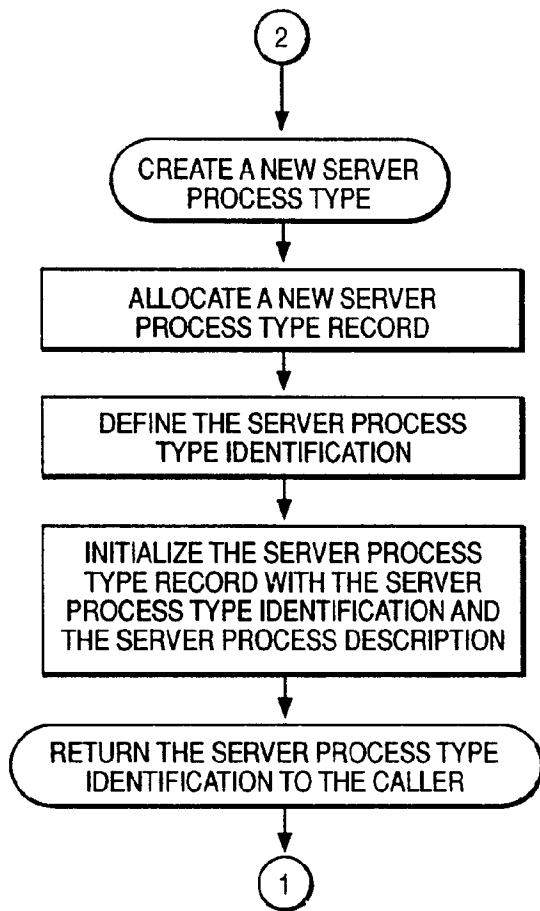 2
CREATE A NEW SERVER
PROCESS TYPE
ALLOCATE A NEW SERVER
PROCESS TYPE RECORD
DEFINE THE SERVER PROCESS
TYPE IDENTIFICATION
INITIALIZE THE SERVER PROCESS
TYPE RECORD WITH THE SERVER
PROCESS TYPE IDENTIFICATION AND
THE SERVER PROCESS DESCRIPTION
RETURN THE SERVER PROCESS TYPE
IDENTIFICATION TO THE CALLER
1